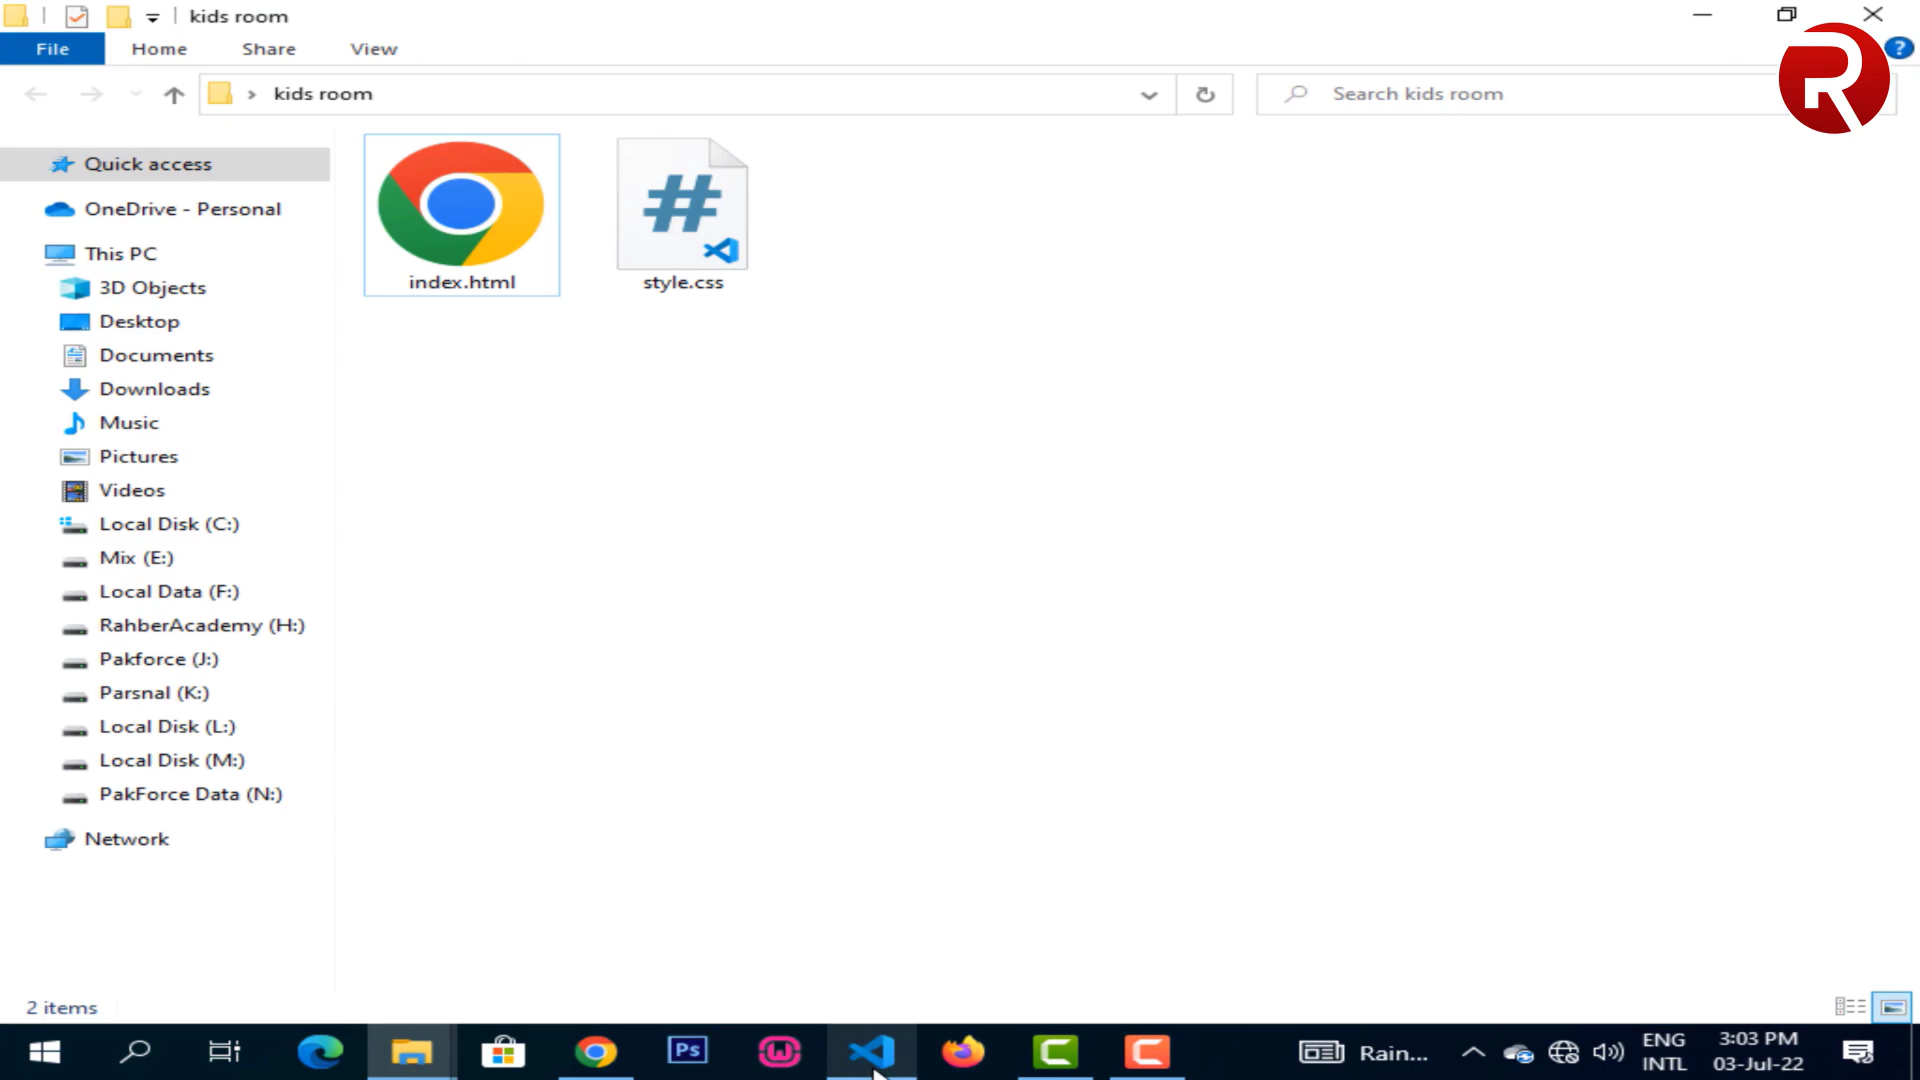 kids room
File Home Share View ?
kids room
Search kids room
R
Quick access
OneDrive - Personal
This PC
3D Objects
Desktop
Documents
Downloads
Music
Pictures
Videos
Local Disk (C:)
Mix (E:)
Local Data (F:)
RahberAcademy (H:)
Pakforce (J:)
Parsnal (K:)
Local Disk (L:)
Local Disk (M:)
PakForce Data (N:)
Network
#
index.html
style.css
2 items
Ps
Rain...
ENG
INTL
3:03 PM
03-Jul-22